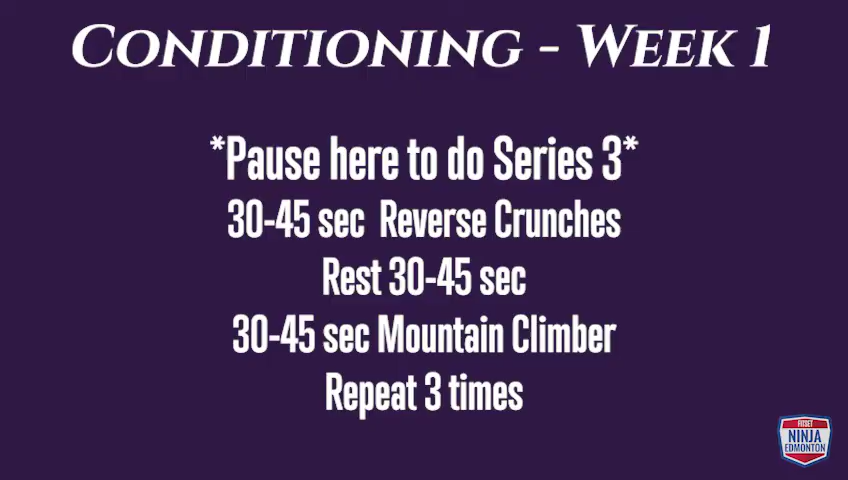 Conditioning - Week 1
*Pause here to do Series 3*
30-45 sec Reverse Crunches
Rest 30-45 sec
30-45 sec Mountain Climber
Repeat 3 times
FITSET
NINJA
EDMONTON